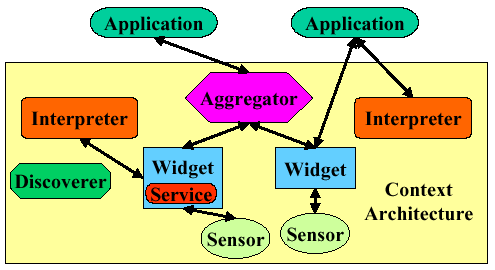 Application
Application
Aggregator
Interpreter
Interpreter
Widget
Service
Widget
Discoverer
Context
Architecture
Sensor
Sensor